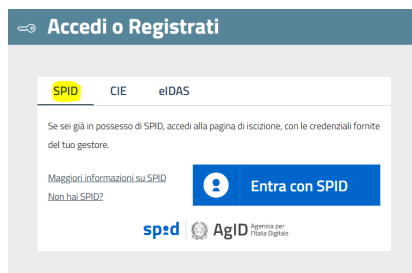 Accedi o Registrati
SPID CIE eIDAS
Se sei già in possesso di SPID, accedi alla pagina di iscizione, con le credenziali fornite
del tuo gestore.
Maggiori informazioni su SPID
Non hai SPID?
Entra con SPID
spid AgID Agenzia per
l'Italia Digitale